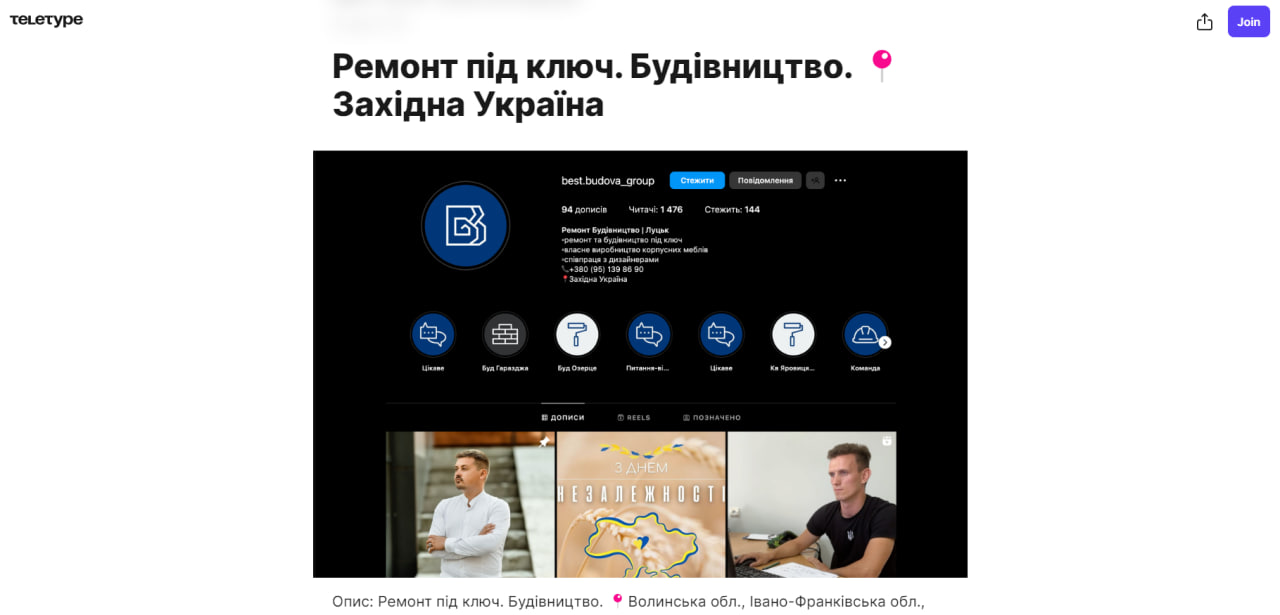 teletype
Join
Ремонт під ключ. Будівництво. 📍
Західна Україна
best.budova_group Стежити Повідомлення
94 дописів Читачі: 1 476 Стежить: 144
Ремонт Будівництво | Луцьк
▫️ремонт та будівництво під ключ
▫️власне виробництво корпусних меблів
▫️співпраця з дизайнерами
📞+380 (95) 139 86 90
📍Західна Україна
Цікаве Буд Гаразджа Буд Озерце Питання-ві... Цікаве Кв Яровиця... Команда
ДОПИСИ REELS ПОЗНАЧЕНО
З ДНЕМ
НЕЗАЛЕЖНОСТІ
Опис: Ремонт під ключ. Будівництво. 📍Волинська обл., Івано-Франківська обл.,